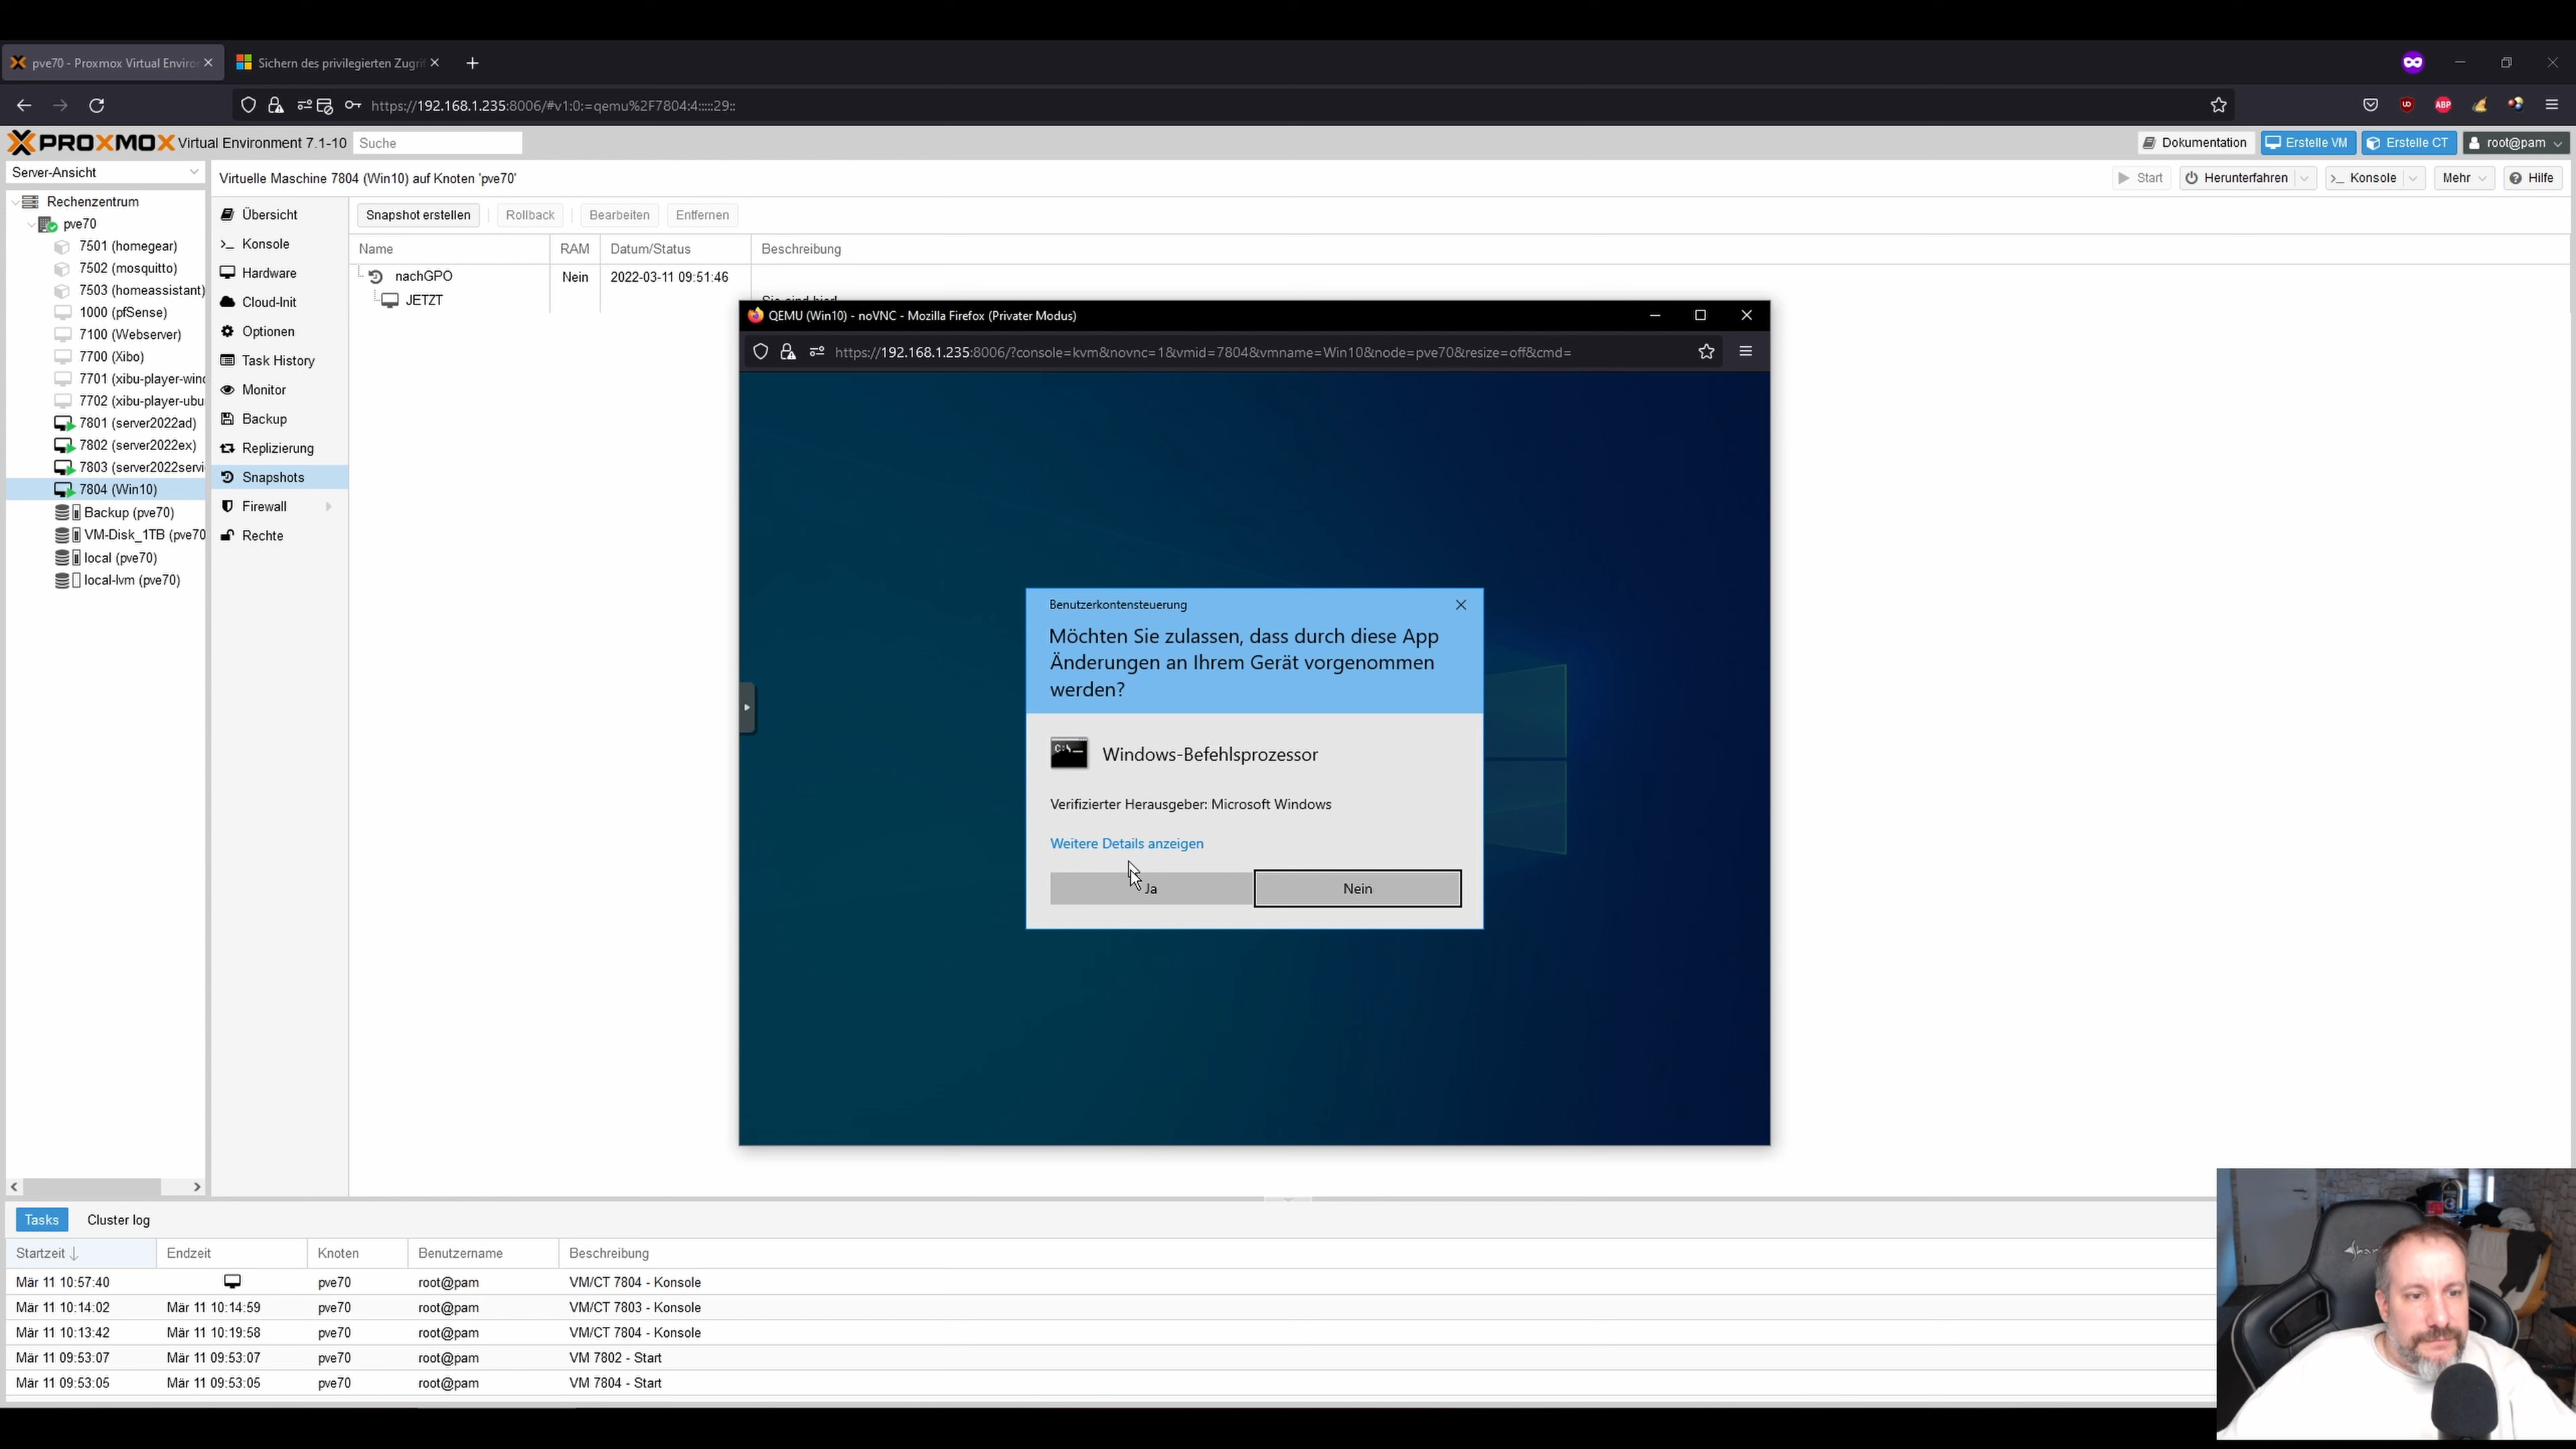 pve70 - Proxmox Virtual Enviro
Sichern des privilegierten Zugri
https://192.168.1.235:8006/#v1:0:=qemu%2F7804:4:::::29::
PROXMOX Virtual Environment 7.1-10
Suche
Dokumentation
Erstelle VM
Erstelle CT
root@pam
Server-Ansicht
Virtuelle Maschine 7804 (Win10) auf Knoten 'pve70'
Start
Herunterfahren
Konsole
Mehr
Hilfe
Rechenzentrum
pve70
7501 (homegear)
7502 (mosquitto)
7503 (homeassistant)
1000 (pfSense)
7100 (Webserver)
7700 (Xibo)
7701 (xibu-player-winc
7702 (xibu-player-ubu
7801 (server2022ad)
7802 (server2022ex)
7803 (server2022servi
7804 (Win10)
Backup (pve70)
VM-Disk_1TB (pve70
local (pve70)
local-lvm (pve70)
Übersicht
Konsole
Hardware
Cloud-Init
Optionen
Task History
Monitor
Backup
Replizierung
Snapshots
Firewall
Rechte
Snapshot erstellen
Rollback
Bearbeiten
Entfernen
Name
RAM
Datum/Status
Beschreibung
nachGPO
Nein
2022-03-11 09:51:46
JETZT
Sie sind hier!
QEMU (Win10) - noVNC - Mozilla Firefox (Privater Modus)
https://192.168.1.235:8006/?console=kvm&novnc=1&vmid=7804&vmname=Win10&node=pve70&resize=off&cmd=
Benutzerkontensteuerung
Möchten Sie zulassen, dass durch diese App
Änderungen an Ihrem Gerät vorgenommen
werden?
C:\
Windows-Befehlsprozessor
Verifizierter Herausgeber: Microsoft Windows
Weitere Details anzeigen
Ja
Nein
Tasks
Cluster log
Startzeit
Endzeit
Knoten
Benutzername
Beschreibung
Mär 11 10:57:40
pve70
root@pam
VM/CT 7804 - Konsole
Mär 11 10:14:02
Mär 11 10:14:59
pve70
root@pam
VM/CT 7803 - Konsole
Mär 11 10:13:42
Mär 11 10:19:58
pve70
root@pam
VM/CT 7804 - Konsole
Mär 11 09:53:07
Mär 11 09:53:07
pve70
root@pam
VM 7802 - Start
Mär 11 09:53:05
Mär 11 09:53:05
pve70
root@pam
VM 7804 - Start